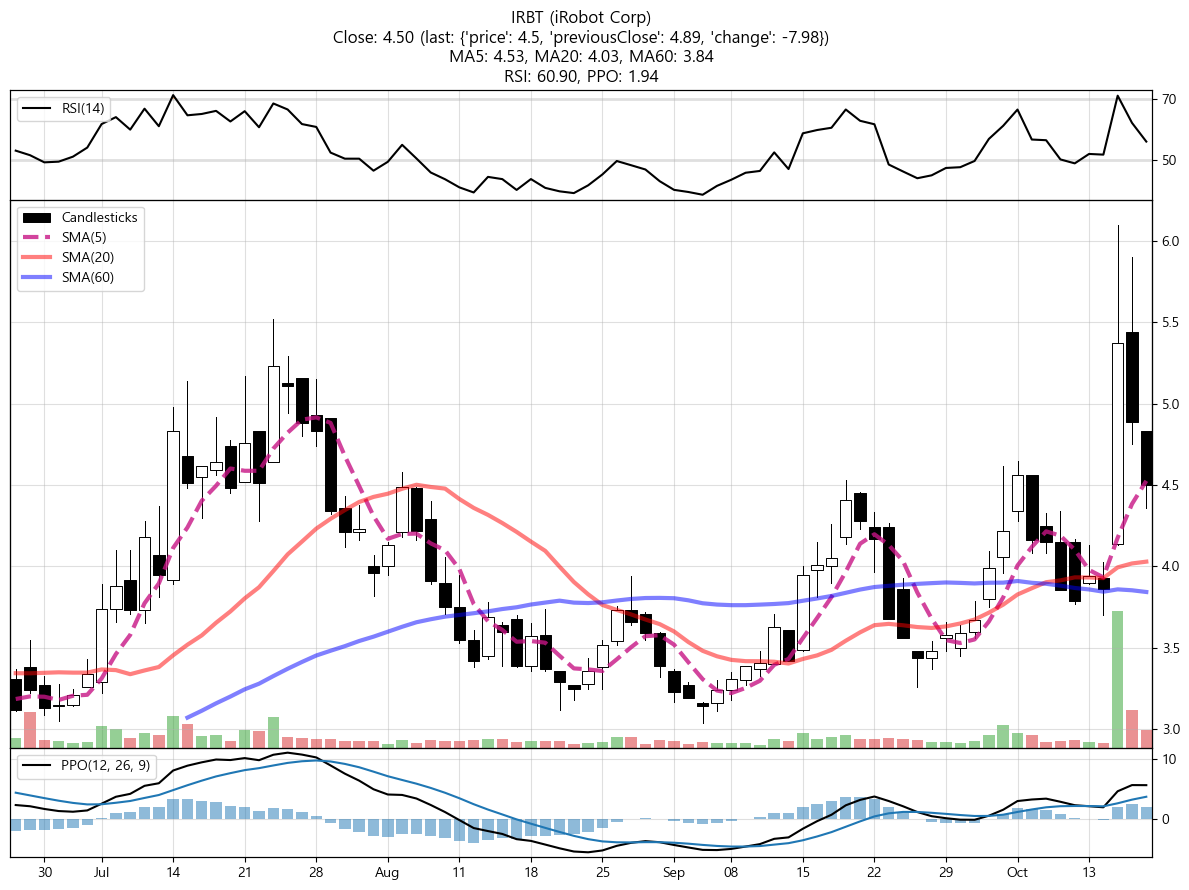 IRBT (iRobot Corp)
Close: 4.50 (last: {'price': 4.5, 'previousClose': 4.89, 'change': -7.98})
MA5: 4.53, MA20: 4.03, MA60: 3.84
RSI: 60.90, PPO: 1.94
RSI(14)
70
50
Candlesticks
SMA(5)
SMA(20)
SMA(60)
6.0
5.5
5.0
4.5
4.0
3.5
3.0
PPO(12, 26, 9)
10
0
30 Jul 14 21 28 Aug 11 18 25 Sep 08 15 22 29 Oct 13